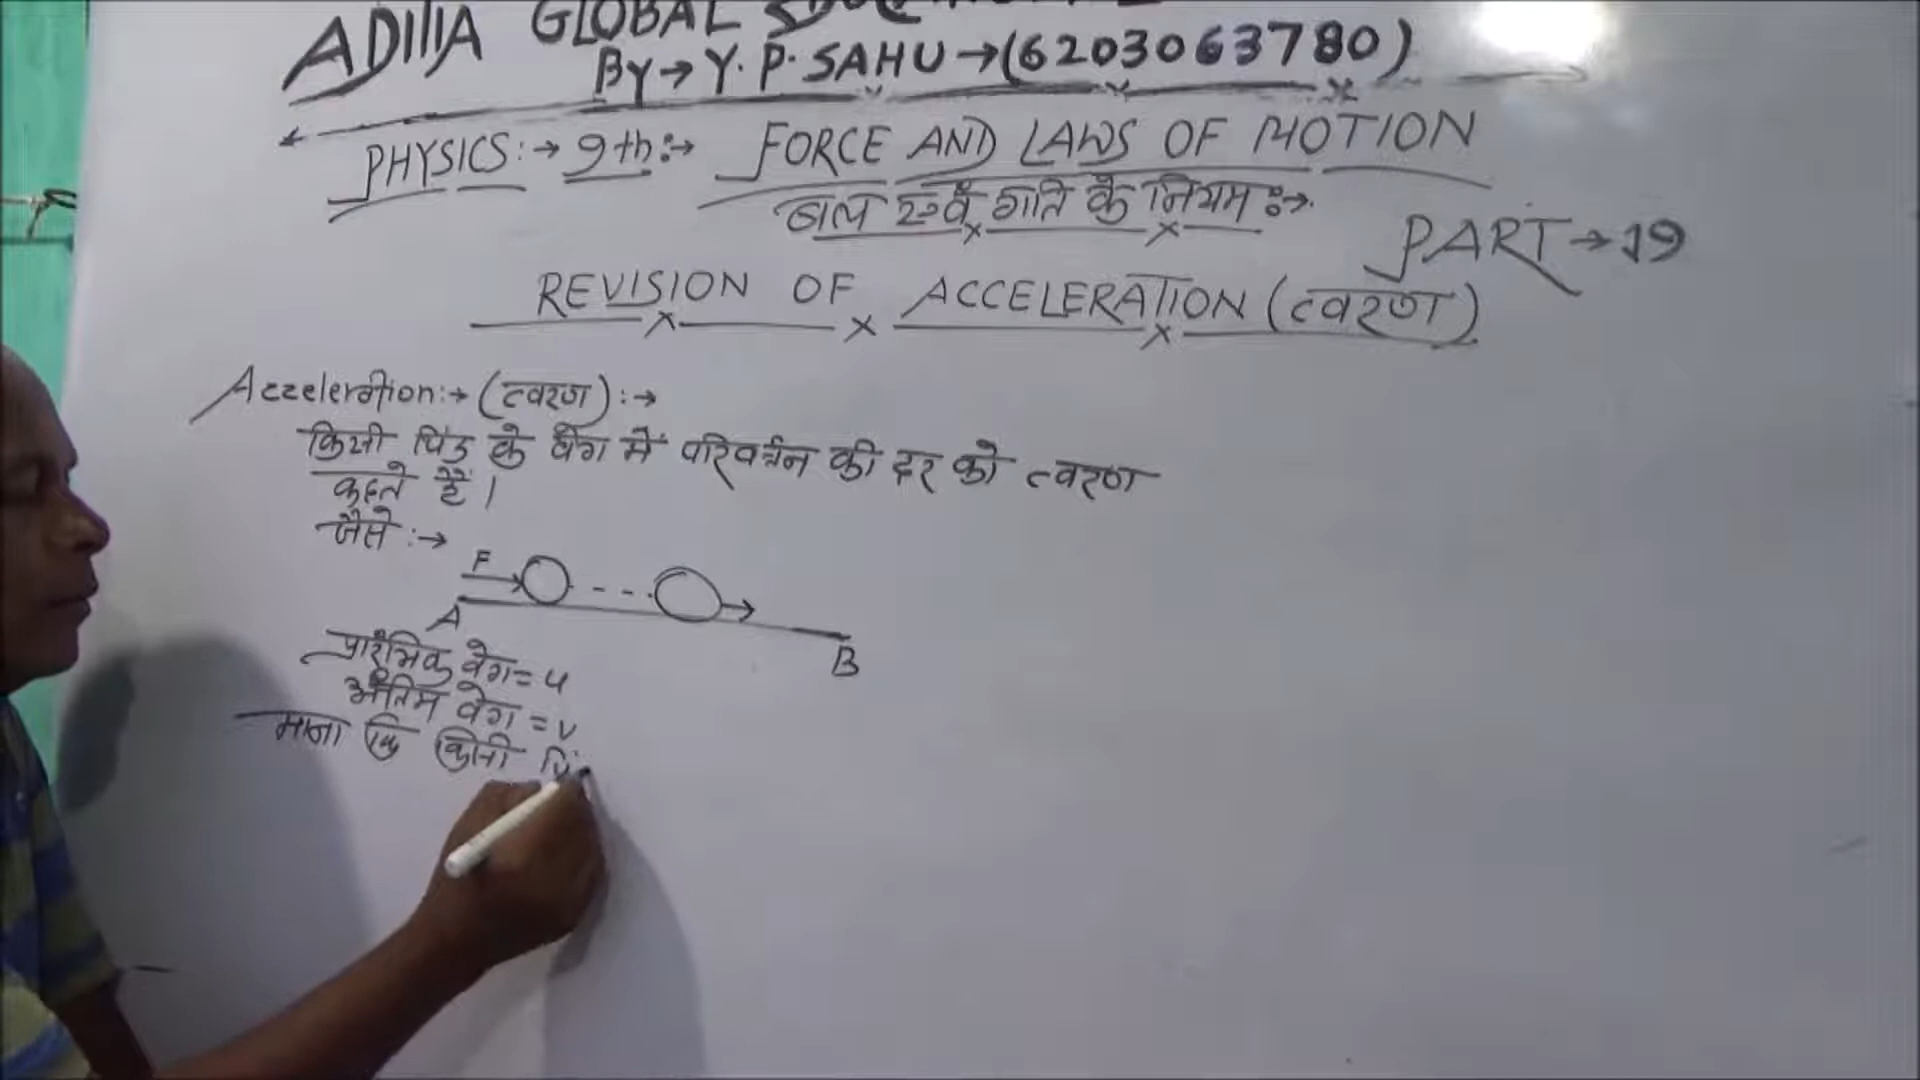 GLOBAL
BY→Y.P.SAHU→(6203063780)
PHYSICS:→ 9th:→ FORCE AND LAWS OF MOTION
बल एवं गति के नियम:→
PART→19
REVISION OF ACCELERATION (त्वरण)
Acceleration:→ (त्वरण):→
किसी पिंड के वेग में परिवर्त्तन की दर को त्वरण
कहते हैं।
जैसे:→
F
A
B
प्रारंभिक वेग=u
अंतिम वेग=v
माना कि किसी